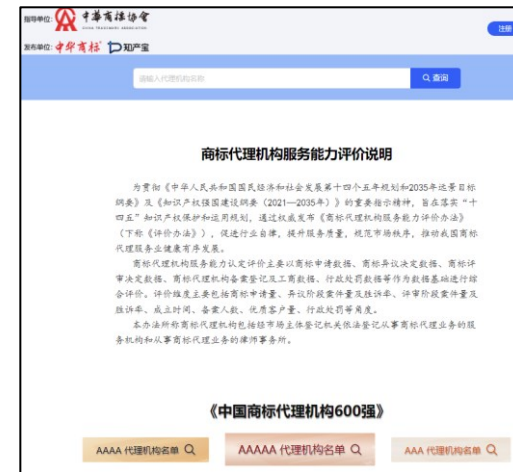 指导单位: 中华商标协会
注册
发布单位: 中华商标 知产宝
请输入代理机构名称
查询
商标代理机构服务能力评价说明
为贯彻《中华人民共和国国民经济和社会发展第十四个五年规划和2035年远景目标
纲要》及《知识产权强国建设纲要（2021—2035年）》的重要指示精神，旨在落实“十
四五”知识产权保护和运用规划，通过权威发布《商标代理机构服务能力评价办法》
（下称《评价办法》），促进行业自律，提升服务质量，规范市场秩序，推动我国商标
代理服务业健康有序发展。
商标代理机构服务能力认定评价主要以商标申请数据、商标异议决定数据、商标评
审决定数据、商标代理机构备案登记及工商数据、行政处罚数据等作为数据基础进行综
合评价。评价维度主要包括商标申请量、异议阶段案件量及胜诉率、评审阶段案件量及
胜诉率、成立时间、备案人数、优质客户量、行政处罚等角度。
本办法所称商标代理机构包括经市场主体登记机关依法登记从事商标代理业务的服
务机构和从事商标代理业务的律师事务所。
《中国商标代理机构600强》
AAAA 代理机构名单
AAAAA 代理机构名单
AAA 代理机构名单